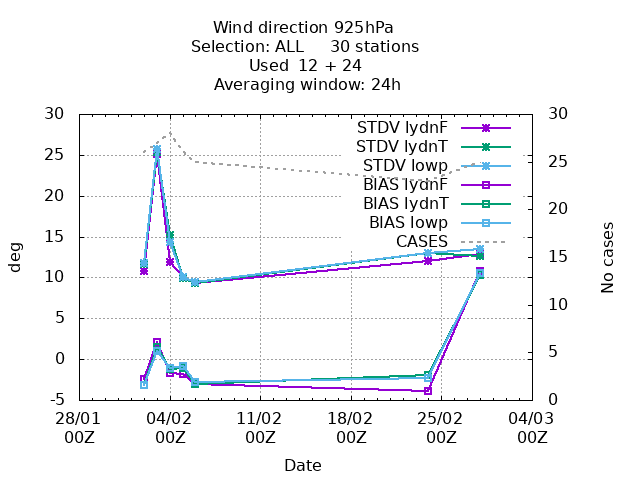 Wind direction 925hPa
Selection: ALL     30 stations
Used  12 + 24
Averaging window: 24h
30 30
STDV lydnF
25 25
STDV lydnT
STDV lowp
20 20
BIAS lydnF
BIAS lydnT
BIAS lowp
CASES
15 15
10 10
5 5
0
-5 0
deg
No cases
28/01 04/02 11/02 18/02 25/02 04/03
00Z 00Z 00Z 00Z 00Z 00Z
Date